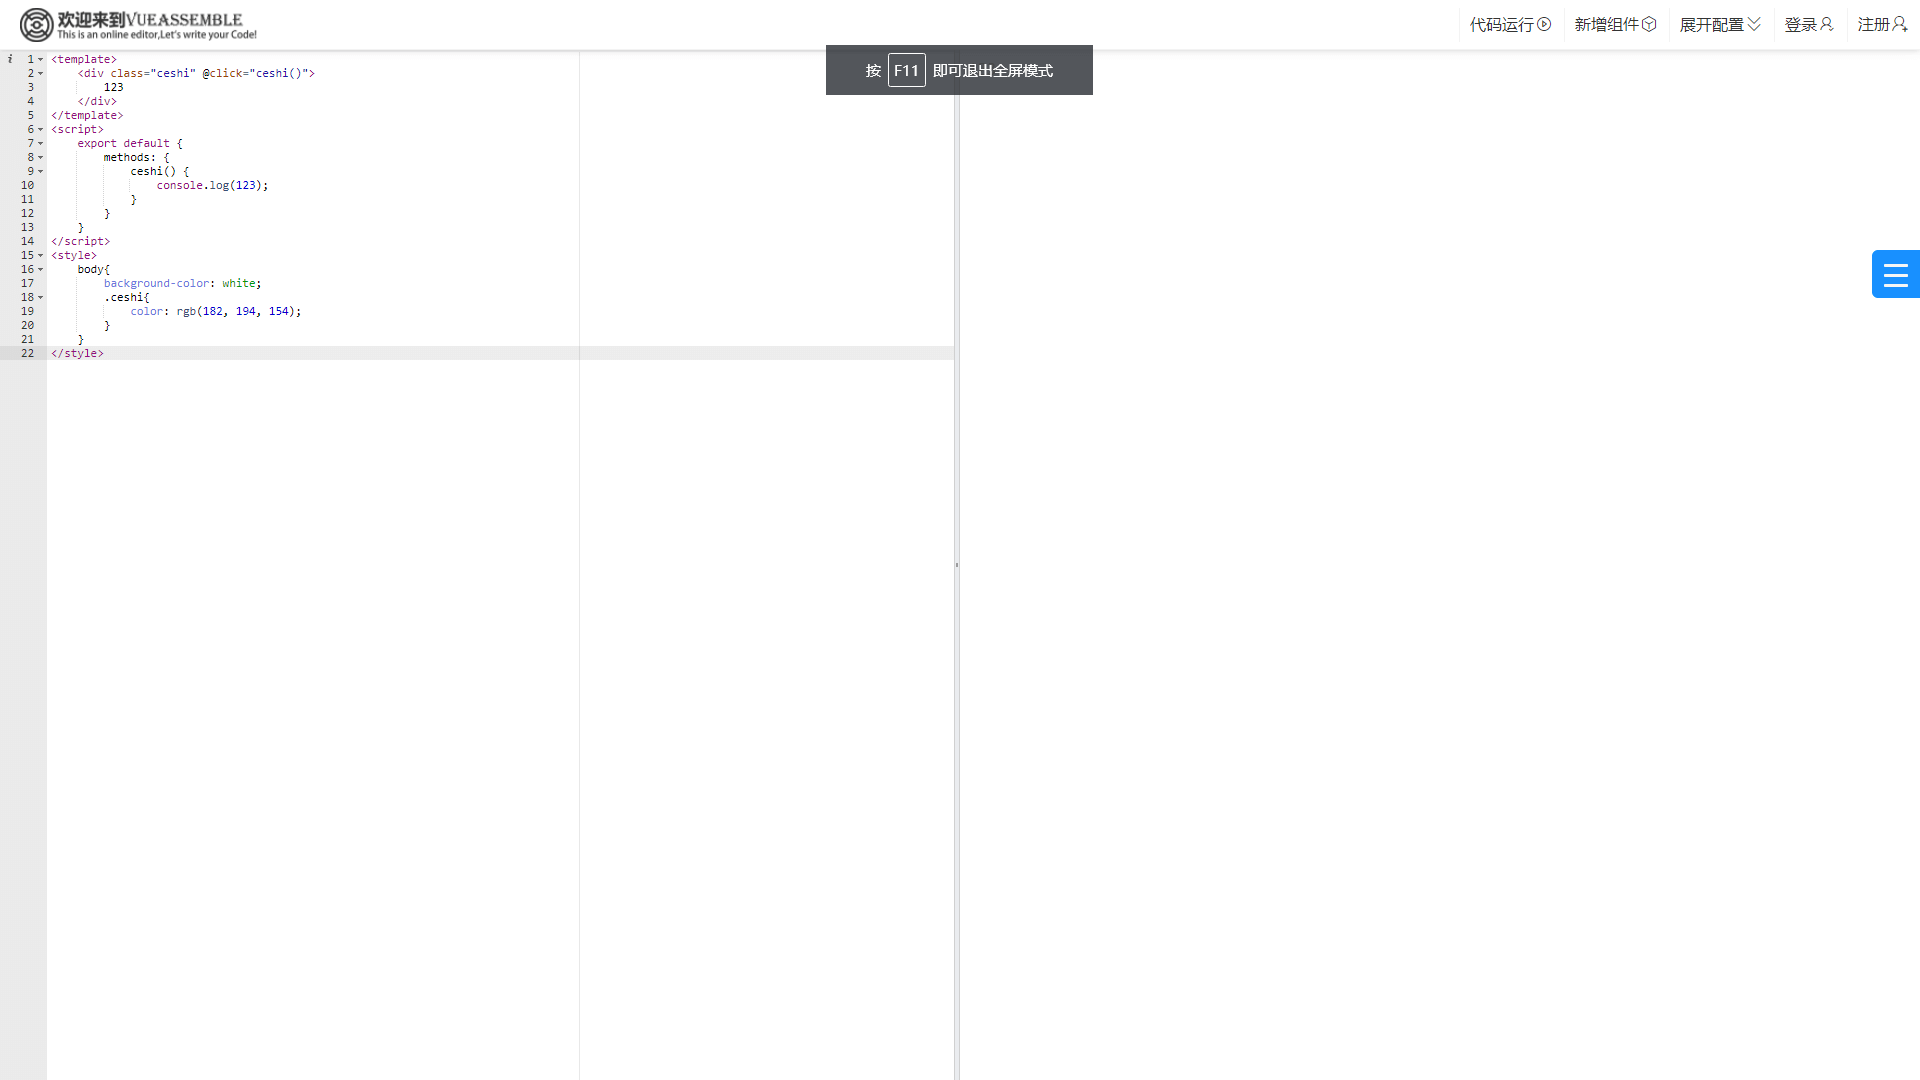 欢迎来到VUEASSEMBLE
This is an online editor,Let's write your Code!
代码运行 新增组件 展开配置 登录 注册
按 F11 即可退出全屏模式
i 1 <template>
2 <div class="ceshi" @click="ceshi()">
3 123
4 </div>
5 </template>
6 <script>
7 export default {
8 methods: {
9 ceshi() {
10 console.log(123);
11 }
12 }
13 }
14 </script>
15 <style>
16 body{
17 background-color: white;
18 .ceshi{
19 color: rgb(182, 194, 154);
20 }
21 }
22 </style>